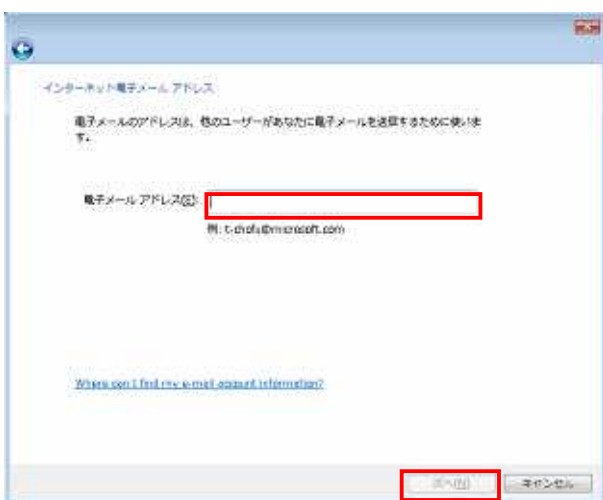 インターネット電子メール アドレス
電子メールのアドレスは、他のユーザーがあなたに電子メールを送信するために使いま
す。
電子メール アドレス(E):
例: t-chofu@microsoft.com
Where can I find my e-mail account information?
次へ(N)
キャンセル